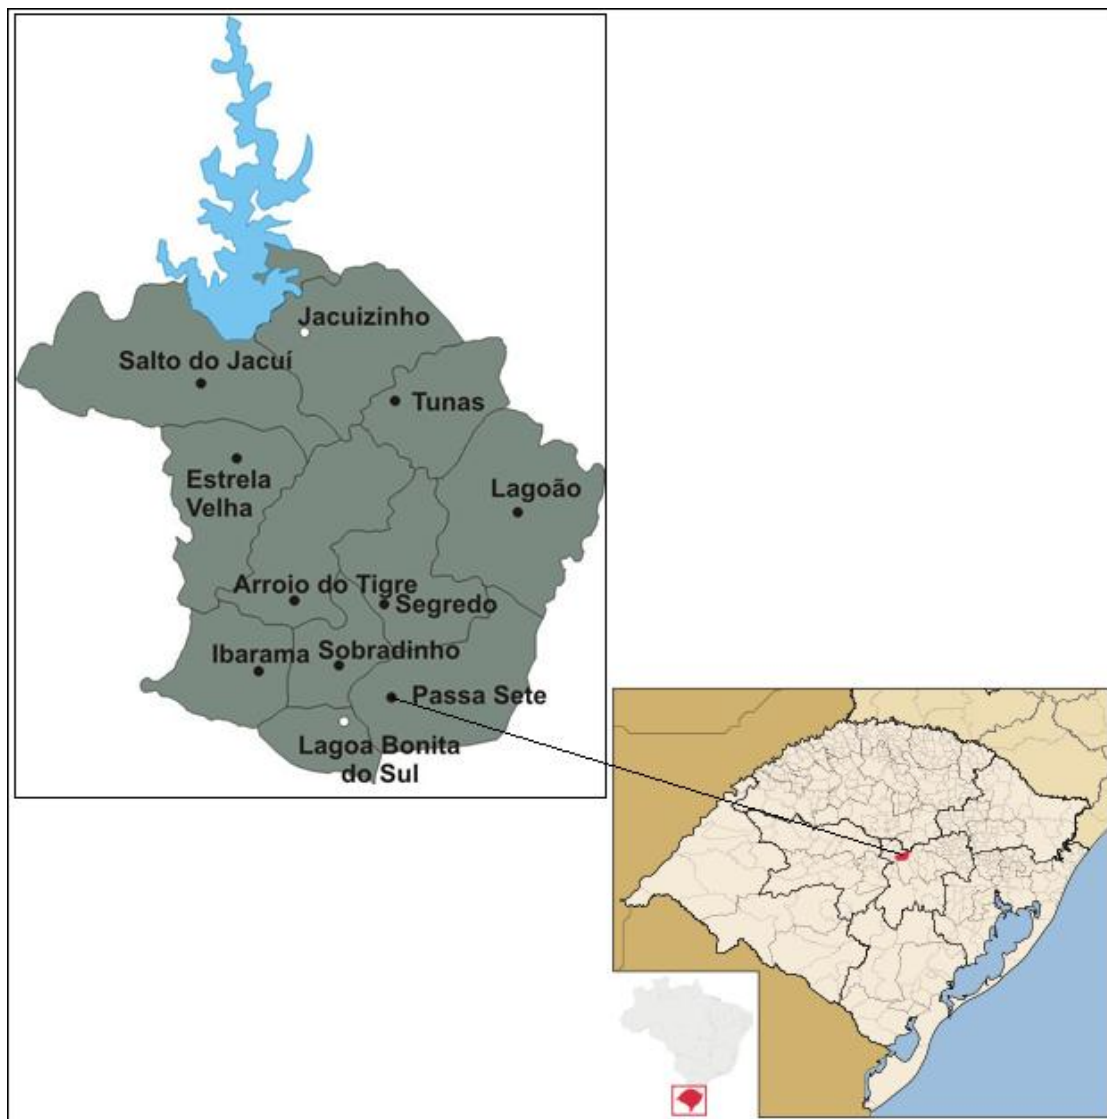 Jacuizinho
Salto do Jacuí
Tunas
Estrela
Velha
Lagoão
Arroio do Tigre
Segredo
Ibarama
Sobradinho
Passa Sete
Lagoa Bonita
do Sul